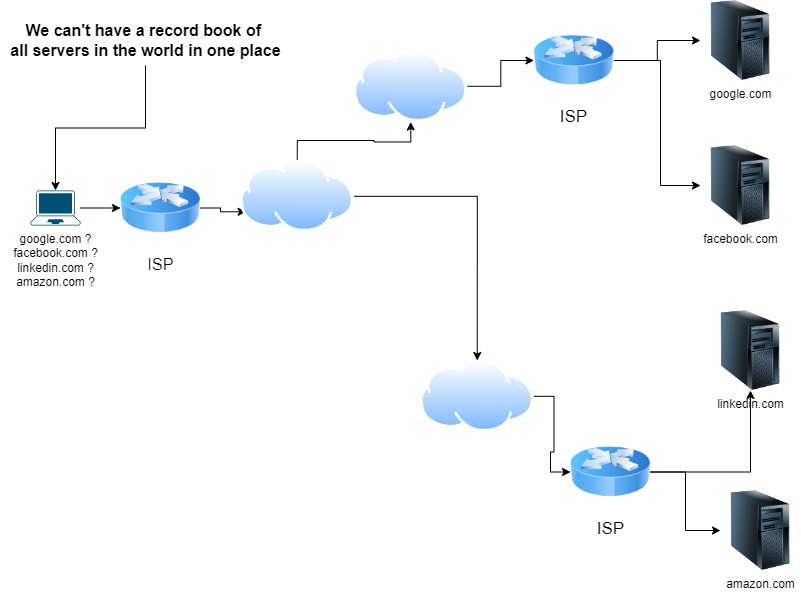 We can't have a record book of
all servers in the world in one place
ISP
google.com
google.com ?
facebook.com ?
linkedin.com ?
amazon.com ?
ISP
facebook.com
linkedin.com
ISP
amazon.com